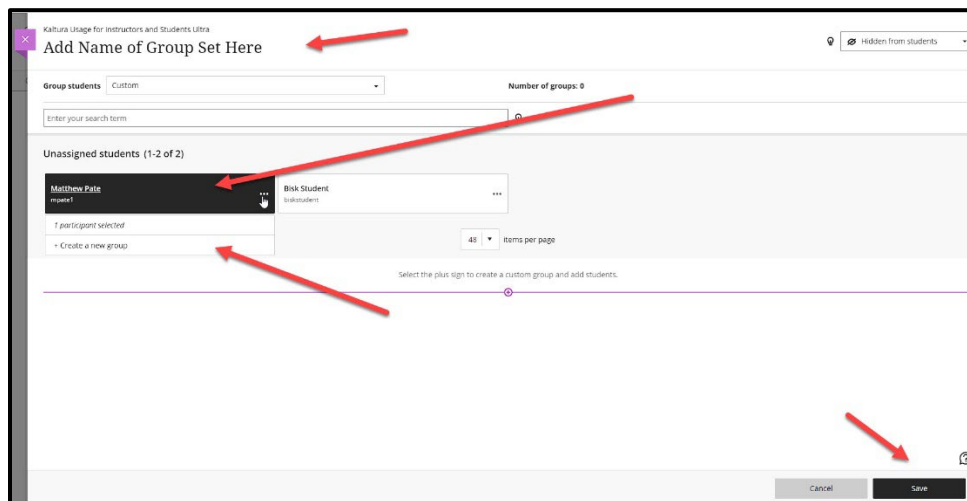 Kaltura Usage for Instructors and Students Ultra
Add Name of Group Set Here
Hidden from students
Group students Custom
Number of groups: 0
Enter your search term
Unassigned students (1-2 of 2)
Matthew Pate
mpate1
Bisk Student
biskstudent
1 participant selected
+ Create a new group
48 items per page
Select the plus sign to create a custom group and add students.
Cancel
Save